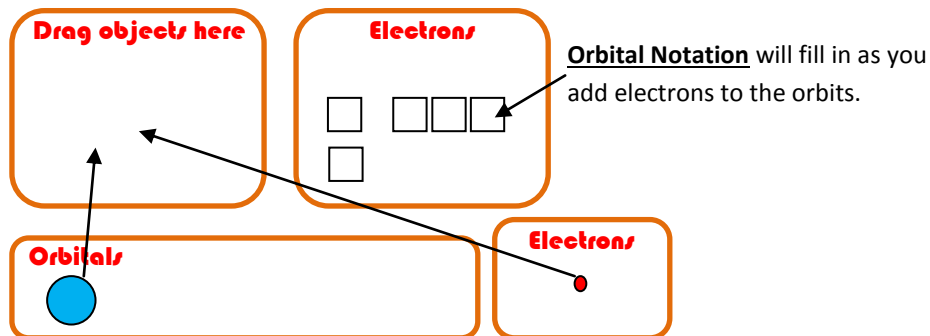 Drag objects here
Electrons
Orbital Notation will fill in as you
add electrons to the orbits.
Orbitals
Electrons